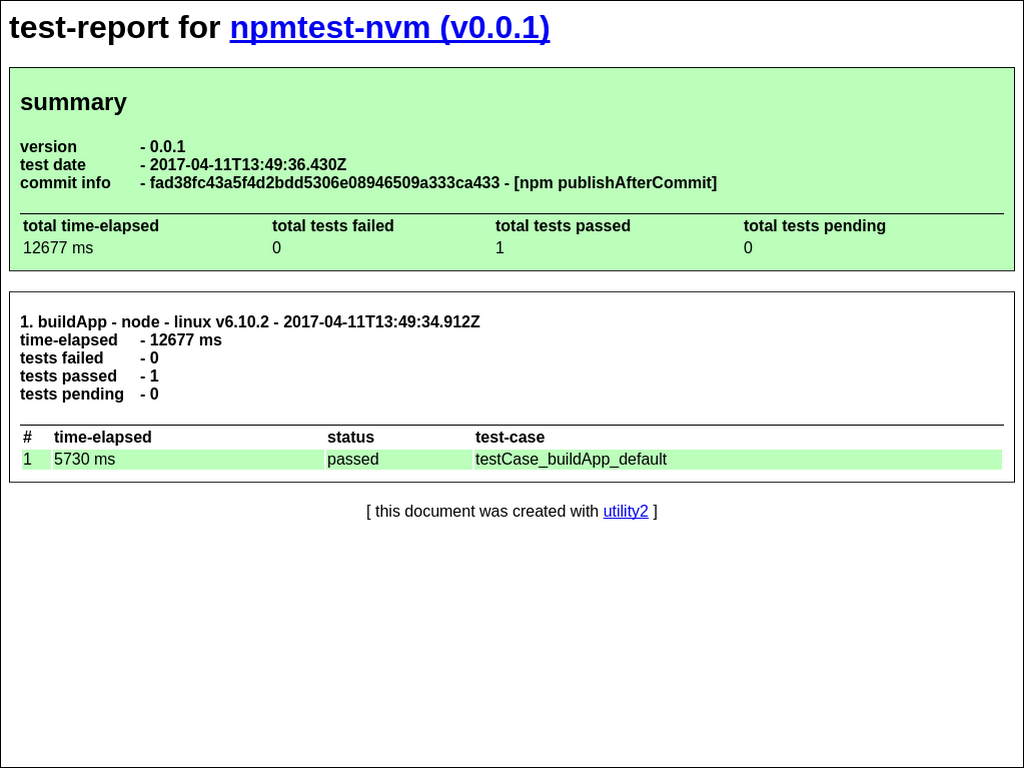 test-report for npmtest-nvm (v0.0.1)
summary
version - 0.0.1
test date - 2017-04-11T13:49:36.430Z
commit info - fad38fc43a5f4d2bdd5306e08946509a333ca433 - [npm publishAfterCommit]
total time-elapsed total tests failed total tests passed total tests pending
12677 ms 0 1 0
1. buildApp - node - linux v6.10.2 - 2017-04-11T13:49:34.912Z
time-elapsed - 12677 ms
tests failed - 0
tests passed - 1
tests pending - 0
# time-elapsed status test-case
1 5730 ms passed testCase_buildApp_default
[ this document was created with utility2 ]